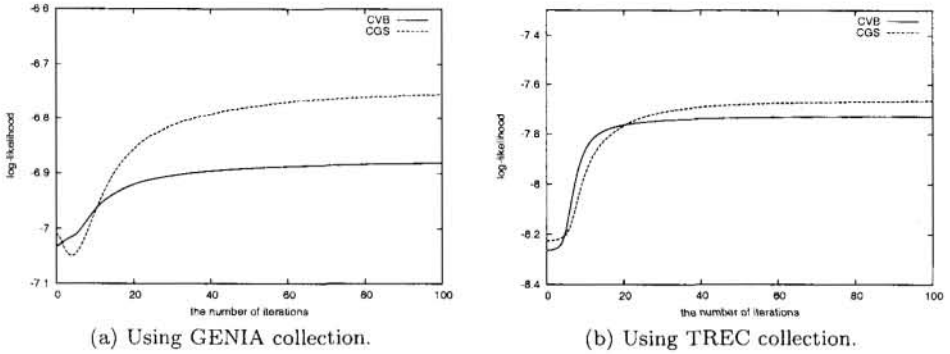 -6.6
-6.7
-6.8
-6.9
-7
-7.1
log-likelihood
CVB
CGS
0 20 40 60 80 100
the number of iterations
(a) Using GENIA collection.
-7.4
-7.6
-7.8
-8
-8.2
-8.4
log-likelihood
CVB
CGS
0 20 40 60 80 100
the number of iterations
(b) Using TREC collection.